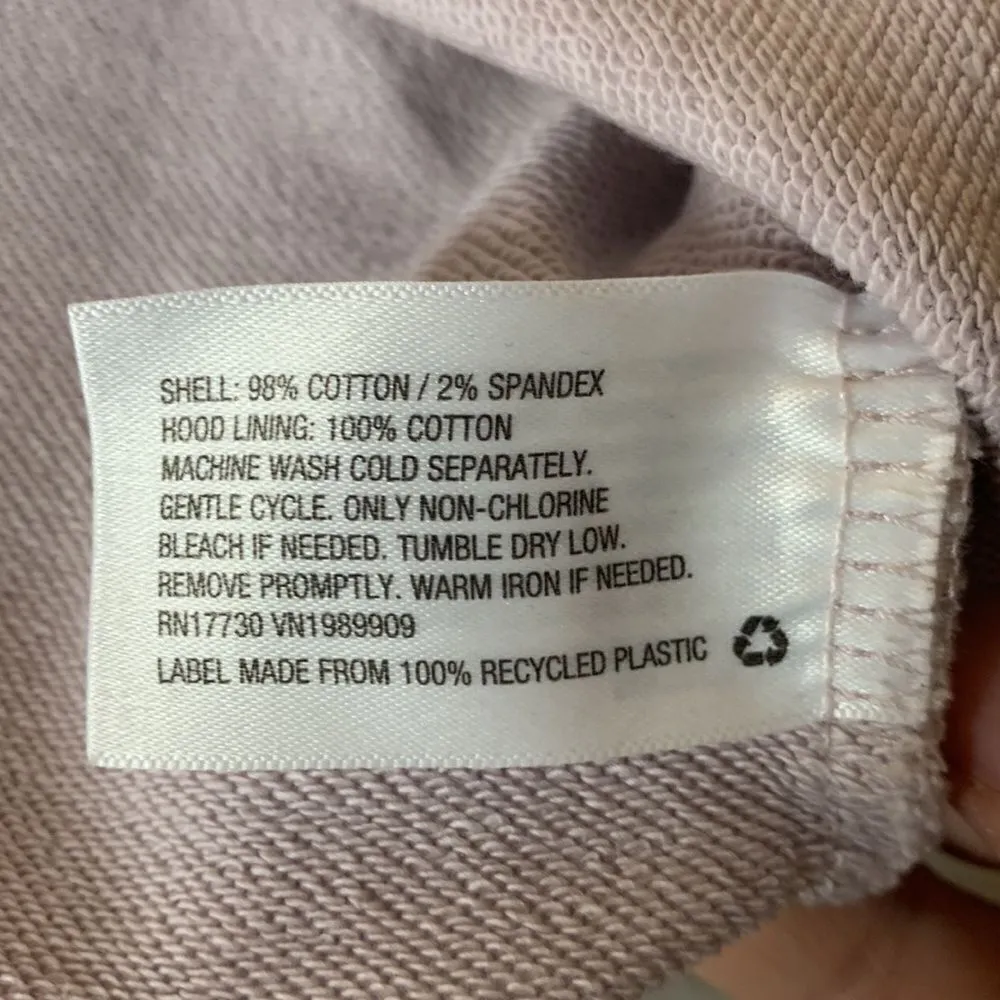 SHELL: 98% COTTON / 2% SPANDEX
HOOD LINING: 100% COTTON
MACHINE WASH COLD SEPARATELY.
GENTLE CYCLE. ONLY NON-CHLORINE
BLEACH IF NEEDED. TUMBLE DRY LOW.
REMOVE PROMPTLY. WARM IRON IF NEEDED.
RN17730 VN1989909
LABEL MADE FROM 100% RECYCLED PLASTIC